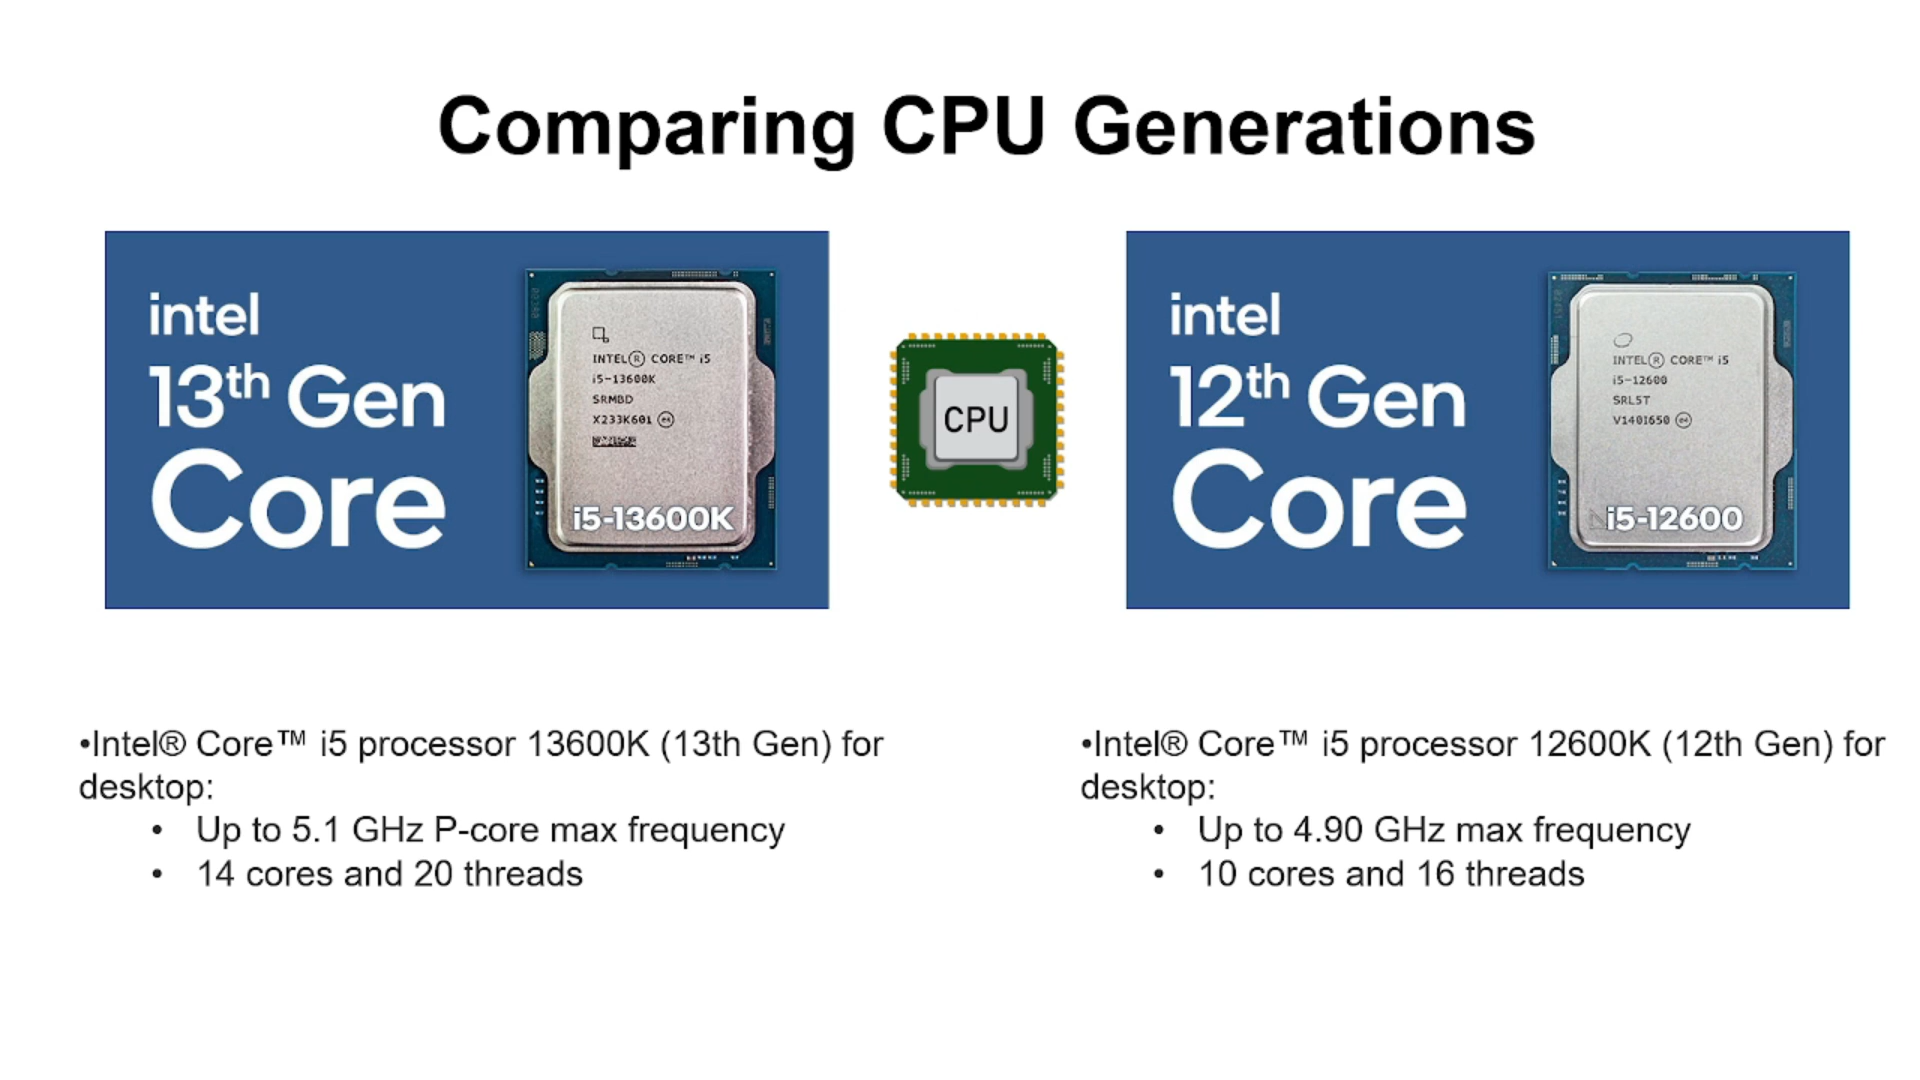 Comparing CPU Generations
intel
13th Gen
Core
INTEL® CORE™ i5
i5-13600K
SRMBD
X233K601 e4
i5-13600K
CPU
intel
12th Gen
Core
INTEL® CORE™ i5
i5-12600
SRL5T
V140I650 e4
i5-12600
•Intel® Core™ i5 processor 13600K (13th Gen) for
desktop:
• Up to 5.1 GHz P-core max frequency
• 14 cores and 20 threads
•Intel® Core™ i5 processor 12600K (12th Gen) for
desktop:
• Up to 4.90 GHz max frequency
• 10 cores and 16 threads